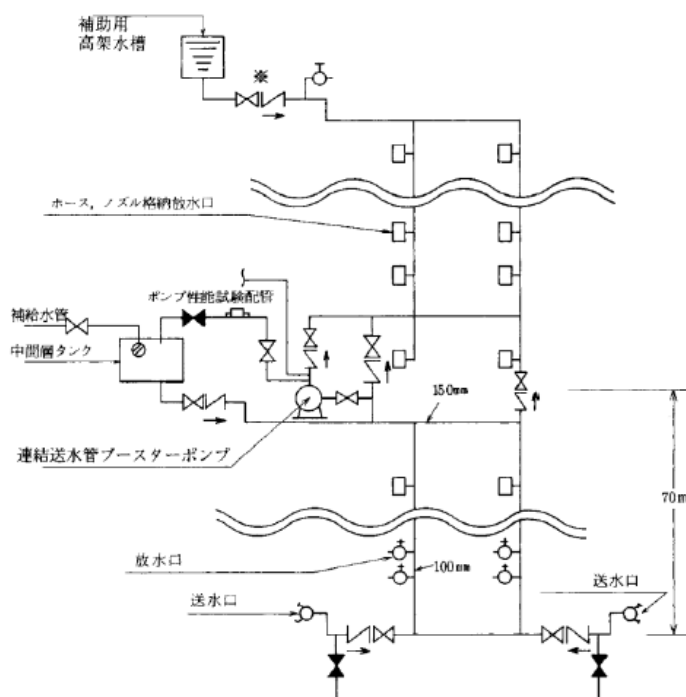 補助用
高架水槽
※
ホース，ノズル格納放水口
ポンプ性能試験配管
補給水管
中間層タンク
150mm
連結送水管ブースターポンプ
70m
放水口
100mm
送水口
送水口